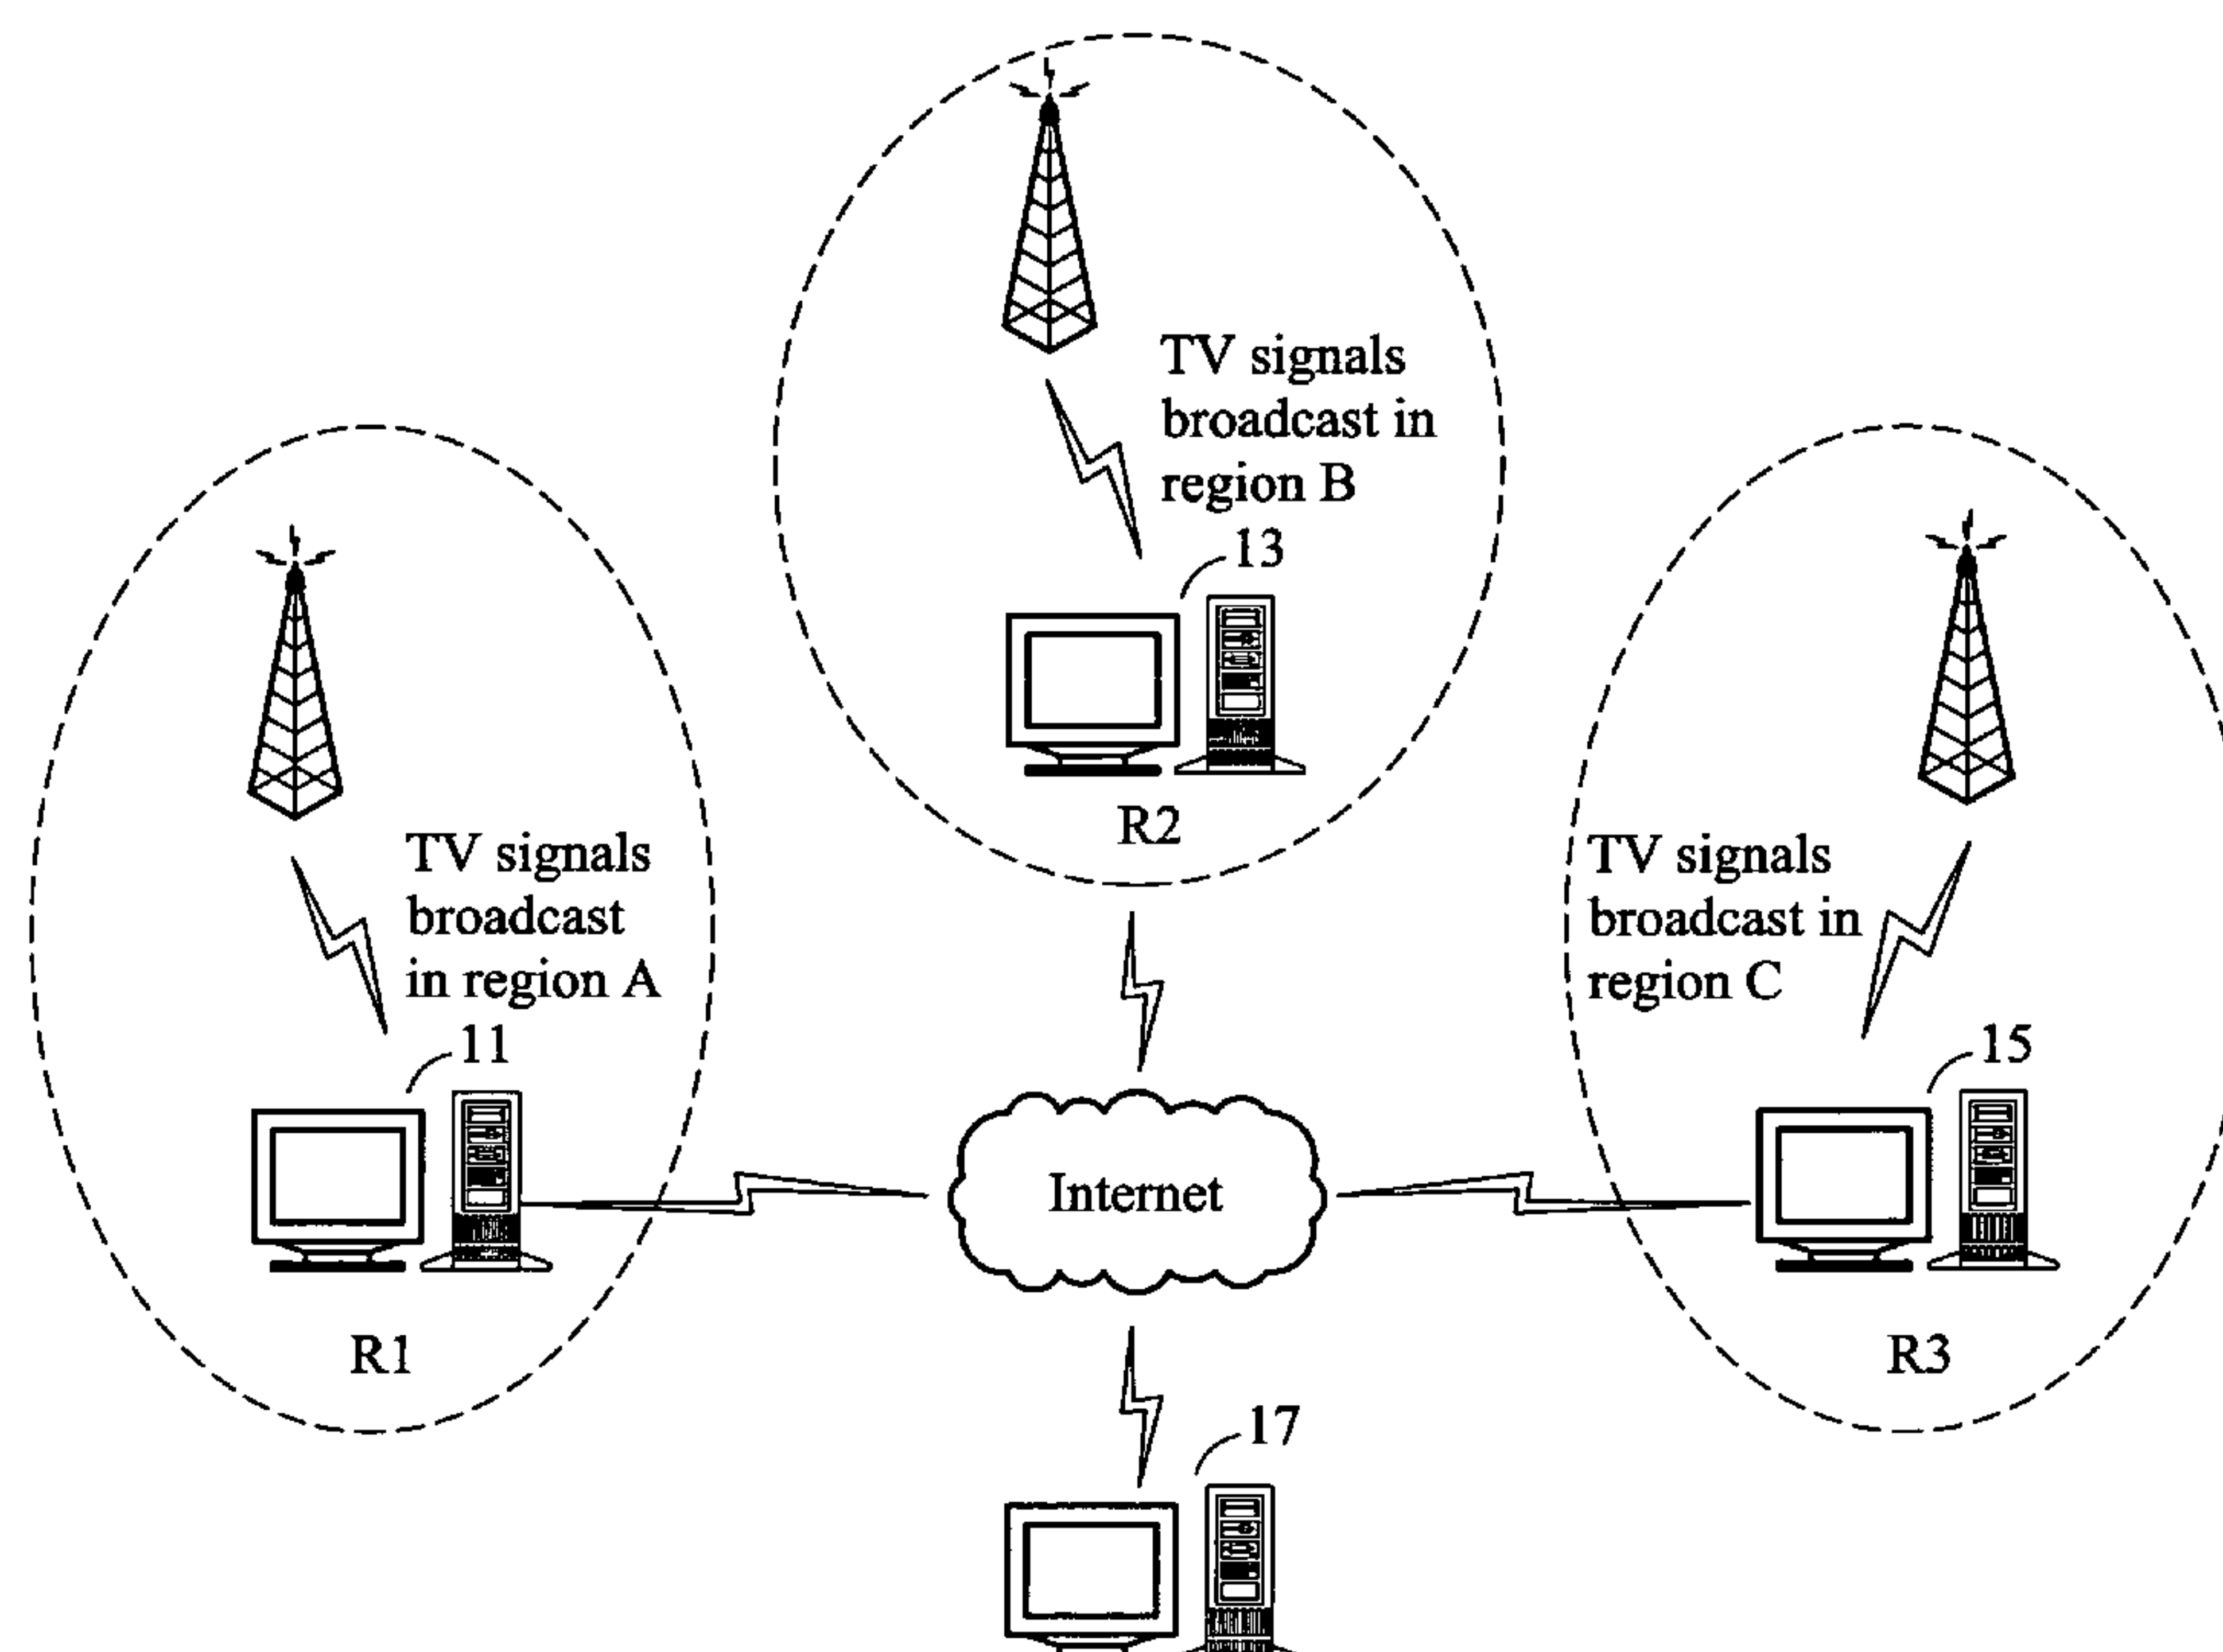 TV signals
broadcast in
region B
13
R2
TV signals
broadcast
in region A
11
R1
TV signals
broadcast in
region C
15
R3
Internet
17